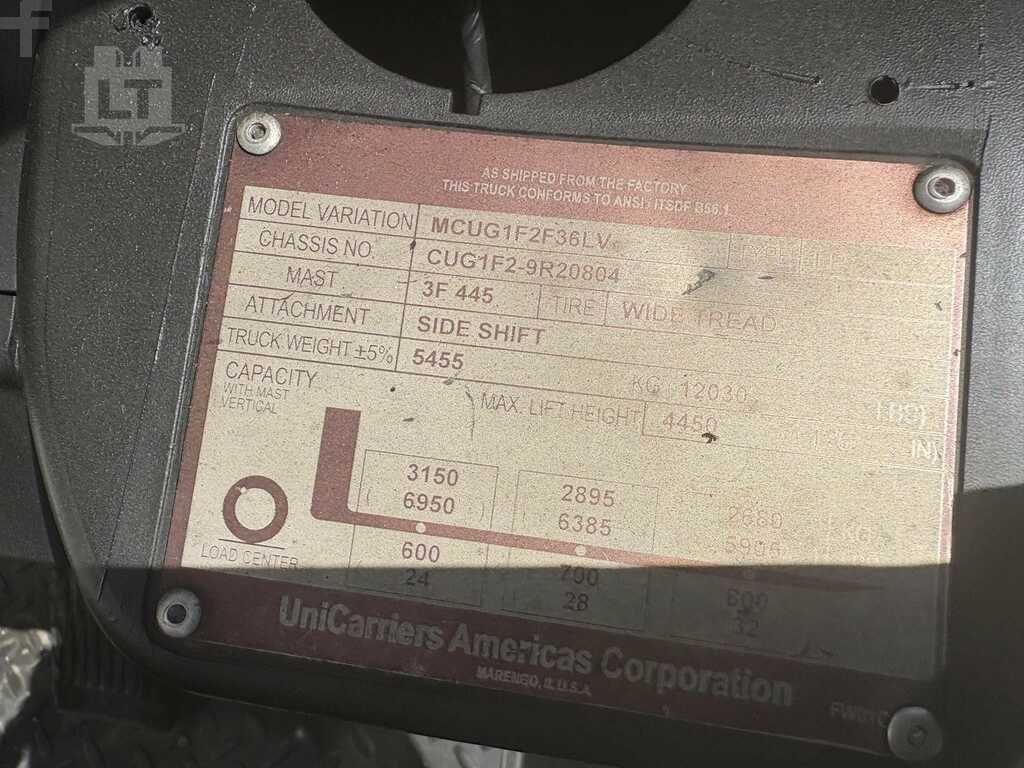 LT
AS SHIPPED FROM THE FACTORY
THIS TRUCK CONFORMS TO ANSI / ITSDF B56.1
MODEL VARIATION MCUG1F2F36LV
CHASSIS NO. CUG1F2-9R20804
MAST 3F 445 TIRE WIDE TREAD
ATTACHMENT SIDE SHIFT
TRUCK WEIGHT ±5% 5455 KG 12030 LBS)
CAPACITY MAX. LIFT HEIGHT 4450 IN)
WITH MAST
VERTICAL
3150 2895 2680
6950 6385
LOAD CENTER 600 700
24 28 32
UniCarriers Americas Corporation
MARENGO, IL U.S.A.